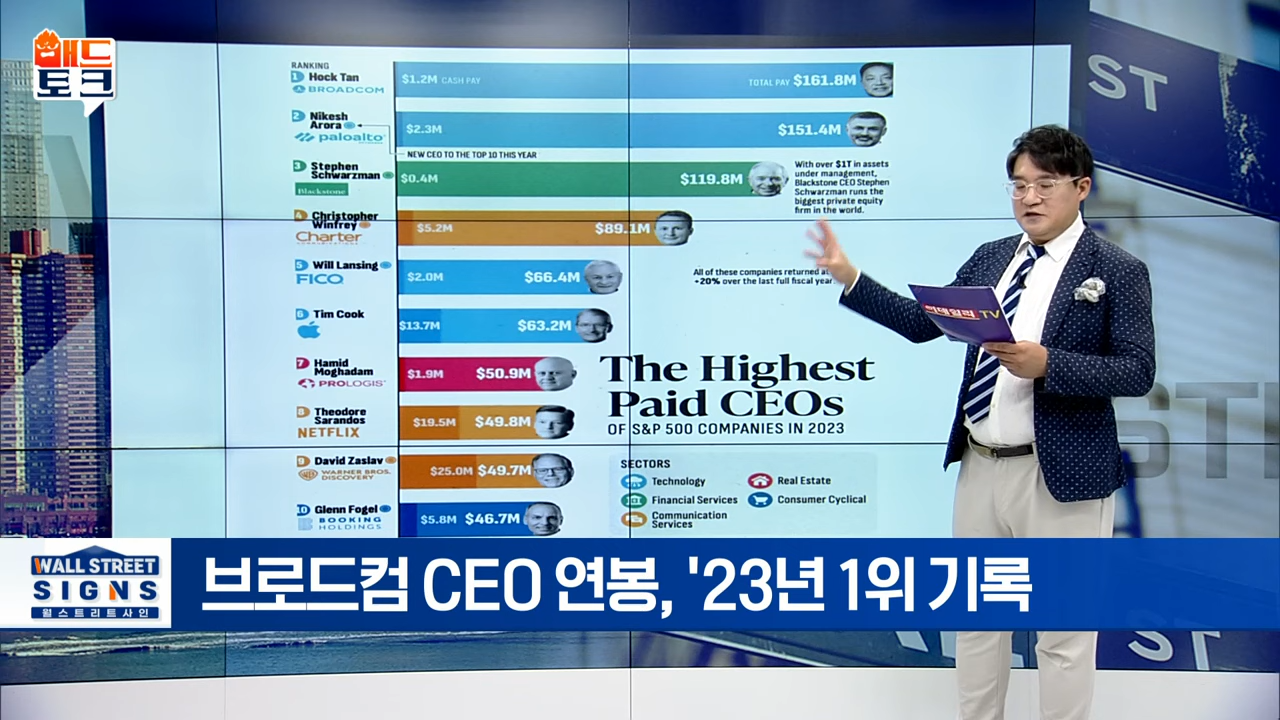 매드
토크
RANKING
1 Hock Tan
BROADCOM
$1.2M CASH PAY
TOTAL PAY $161.8M
2 Nikesh
Arora
paloalto
$2.3M
$151.4M
NEW CEO TO THE TOP 10 THIS YEAR
3 Stephen
Schwarzman
Blackstone
$0.4M
$119.8M
With over $1T in assets
under management,
Blackstone CEO Stephen
Schwarzman runs the
biggest private equity
firm in the world.
4 Christopher
Winfrey
Charter
COMMUNICATIONS
$5.2M
$89.1M
5 Will Lansing
FICO
$2.0M
$66.4M
All of these companies returned at
+20% over the last full fiscal year.
6 Tim Cook
$13.7M
$63.2M
7 Hamid
Moghadam
PROLOGIS
$1.9M
$50.9M
8 Theodore
Sarandos
NETFLIX
$19.5M
$49.8M
9 David Zaslav
WARNER BROS.
DISCOVERY
$25.0M
$49.7M
10 Glenn Fogel
BOOKING
HOLDINGS
$5.8M
$46.7M
The Highest
Paid CEOs
OF S&P 500 COMPANIES IN 2023
SECTORS
Technology
Real Estate
Financial Services
Consumer Cyclical
Communication
Services
TV
ST
ST
WALL STREET
SIGNS
월스트리트사인
브로드컴 CEO 연봉, '23년 1위 기록
ST